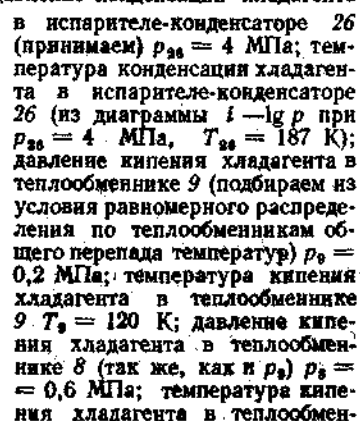 в испарителе-конденсаторе 26
(принимаем) p₂₆ = 4 МПа; тем-
пература конденсации хладаген-
та в испарителе-конденсаторе
26 (из диаграммы i — lg p при
p₂₆ = 4 МПа, T₂₆ = 187 К);
давление кипения хладагента в
теплообменнике 9 (подбираем из
условия равномерного распреде-
ления по теплообменникам об-
щего перепада температур) p₉ =
0,2 МПа; температура кипения
хладагента в теплообменнике
9 T₉ = 120 К; давление кипе-
ния хладагента в теплообмен-
нике 8 (так же, как и p₉) p₈ =
= 0,6 МПа; температура кипе-
ния хладагента в теплообмен-